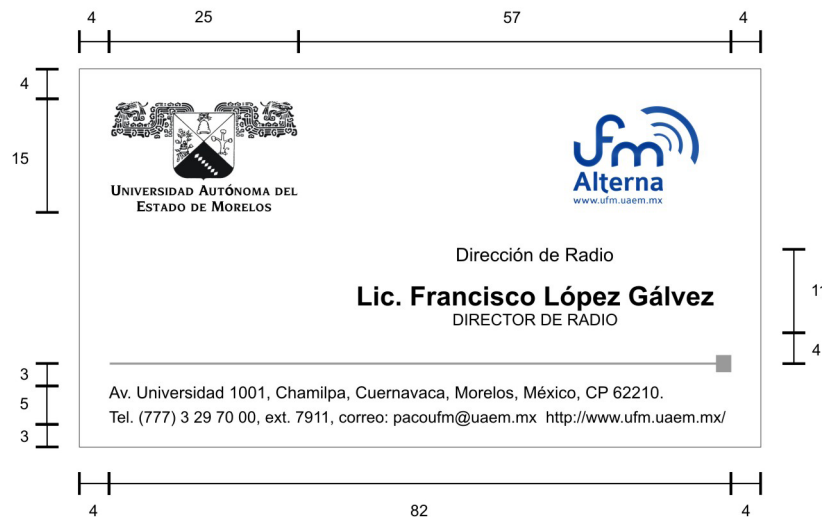 4 25 57 4
4
15
UNIVERSIDAD AUTÓNOMA DEL
ESTADO DE MORELOS
ufm
Alterna
www.ufm.uaem.mx
Dirección de Radio
Lic. Francisco López Gálvez
DIRECTOR DE RADIO
4
3
5
3
Av. Universidad 1001, Chamilpa, Cuernavaca, Morelos, México, CP 62210.
Tel. (777) 3 29 70 00, ext. 7911, correo: pacoufm@uaem.mx http://www.ufm.uaem.mx/
4 82 4